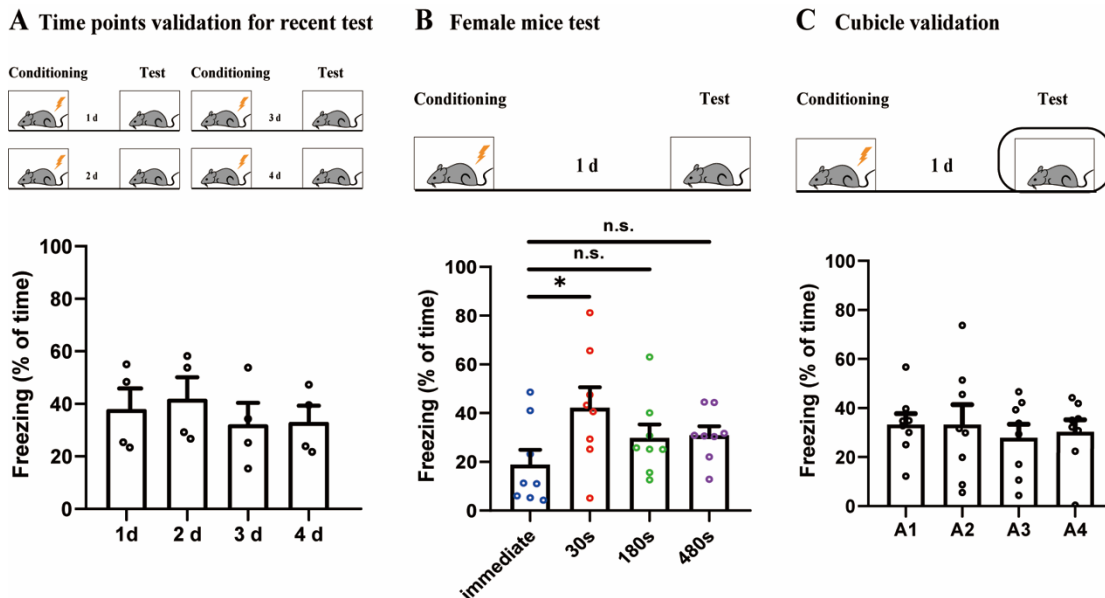 A Time points validation for recent test
Conditioning Test Conditioning Test
1 d 3 d
2 d 4 d
Freezing (% of time)
100
80
60
40
20
0
1d 2 d 3 d 4 d
B Female mice test
Conditioning Test
1 d
n.s.
n.s.
*
Freezing (% of time)
100
80
60
40
20
0
immediate 30s 180s 480s
C Cubicle validation
Conditioning Test
1 d
Freezing (% of time)
100
80
60
40
20
0
A1 A2 A3 A4